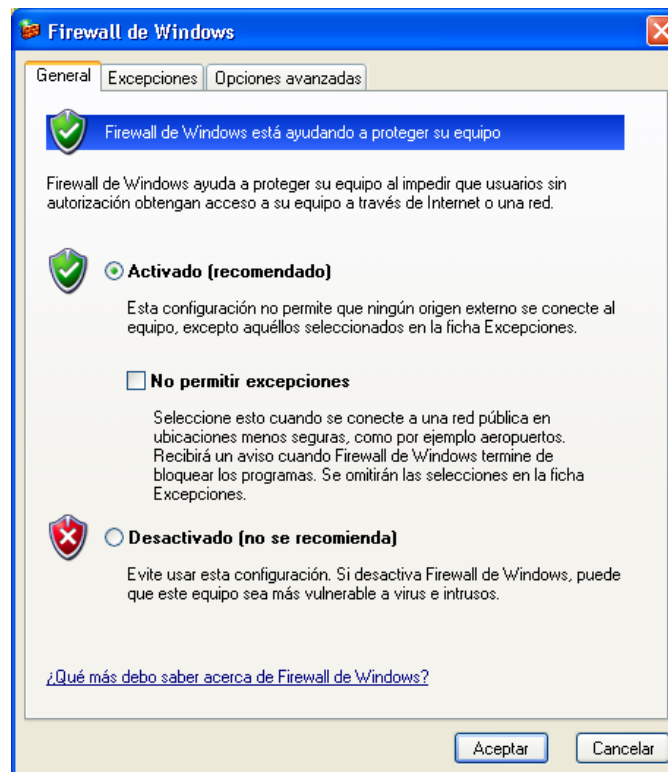 Firewall de Windows
General
Excepciones
Opciones avanzadas
Firewall de Windows está ayudando a proteger su equipo
Firewall de Windows ayuda a proteger su equipo al impedir que usuarios sin
autorización obtengan acceso a su equipo a través de Internet o una red.
Activado (recomendado)
Esta configuración no permite que ningún origen externo se conecte al
equipo, excepto aquéllos seleccionados en la ficha Excepciones.
No permitir excepciones
Seleccione esto cuando se conecte a una red pública en
ubicaciones menos seguras, como por ejemplo aeropuertos.
Recibirá un aviso cuando Firewall de Windows termine de
bloquear los programas. Se omitirán las selecciones en la ficha
Excepciones.
Desactivado (no se recomienda)
Evite usar esta configuración. Si desactiva Firewall de Windows, puede
que este equipo sea más vulnerable a virus e intrusos.
¿Qué más debo saber acerca de Firewall de Windows?
Aceptar
Cancelar